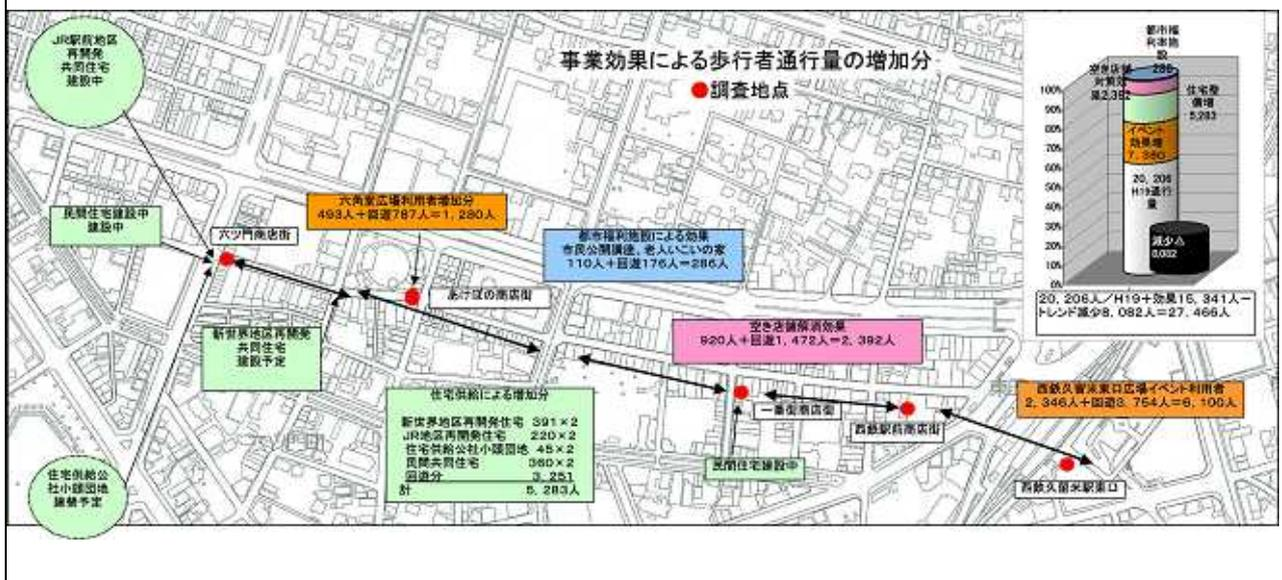 事業効果による歩行者通行量の増加分
●調査地点
JR駅前地区
再開発
共同住宅
建設中
民間住宅建設中
建設中
六ツ門商店街
六角堂広場利用者増加分
493人+回遊787人=1,280人
あけぼの商店街
都市福利施設による効果
市民公開講座、老人いこいの家
110人+回遊176人=286人
新世界地区再開発
共同住宅
建設予定
空き店舗解消効果
920人+回遊1,472人=2,392人
住宅供給による増加分
新世界地区再開発住宅 391×2
JR地区再開発住宅 220×2
住宅供給公社小頭団地 45×2
民間共同住宅 360×2
回遊分 3,251
計 5,283人
一番街商店街
西鉄駅前商店街
民間住宅建設中
西鉄久留米東口広場イベント利用者
2,346人+回遊3,754人=6,100人
西鉄久留米駅東口
住宅供給公
社小頭団地
建替予定
都市福
利施設
286
空き店舗
対策効
果2,392
住宅整
備増
5,283
イベント
効果増
7,380
20,206
H19通行
量
減少△
8,082
100%
90%
80%
70%
60%
50%
40%
30%
20%
10%
0%
20,206人/H19+効果15,341人-
トレンド減少8,082人=27,466人